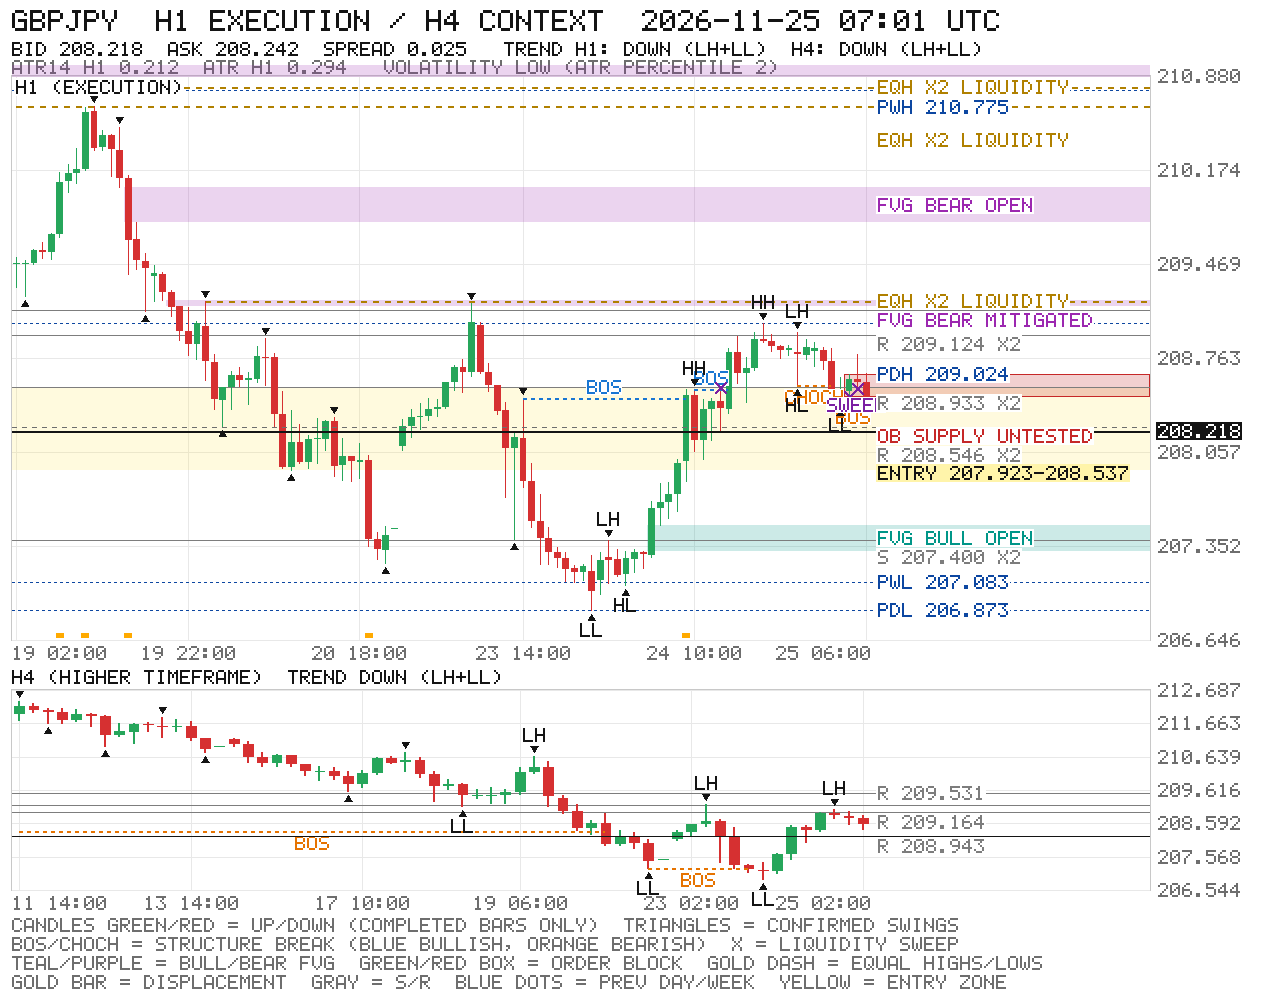 GBPJPY H1 EXECUTION / H4 CONTEXT 2026-11-25 07:01 UTC
BID 208.218 ASK 208.242 SPREAD 0.025 TREND H1: DOWN (LH+LL) H4: DOWN (LH+LL)
ATR14 H1 0.212 ATR H1 0.294 VOLATILITY LOW (ATR PERCENTILE 2)
H1 (EXECUTION)
210.880
EQH X2 LIQUIDITY
PWH 210.775
EQH X2 LIQUIDITY
210.174
FVG BEAR OPEN
209.469
EQH X2 LIQUIDITY
HH
LH
FVG BEAR MITIGATED
R 209.124 X2
208.763
HH
BOS
BOS
PDH 209.024
CHOCH
HL
SWEE
R 208.933 X2
BOS
LL
208.218
OB SUPPLY UNTESTED
R 208.546 X2
208.057
ENTRY 207.923-208.537
LH
FVG BULL OPEN
207.352
S 207.400 X2
PWL 207.083
HL
PDL 206.873
LL
206.646
19 02:00 19 22:00 20 18:00 23 14:00 24 10:00 25 06:00
H4 (HIGHER TIMEFRAME) TREND DOWN (LH+LL)
212.687
211.663
LH
210.639
LH
LH
R 209.531
209.616
LL
R 209.164
208.592
BOS
R 208.943
207.568
BOS
LL
LL
206.544
11 14:00 13 14:00 17 10:00 19 06:00 23 02:00 25 02:00
CANDLES GREEN/RED = UP/DOWN (COMPLETED BARS ONLY) TRIANGLES = CONFIRMED SWINGS
BOS/CHOCH = STRUCTURE BREAK (BLUE BULLISH, ORANGE BEARISH) X = LIQUIDITY SWEEP
TEAL/PURPLE = BULL/BEAR FVG GREEN/RED BOX = ORDER BLOCK GOLD DASH = EQUAL HIGHS/LOWS
GOLD BAR = DISPLACEMENT GRAY = S/R BLUE DOTS = PREV DAY/WEEK YELLOW = ENTRY ZONE